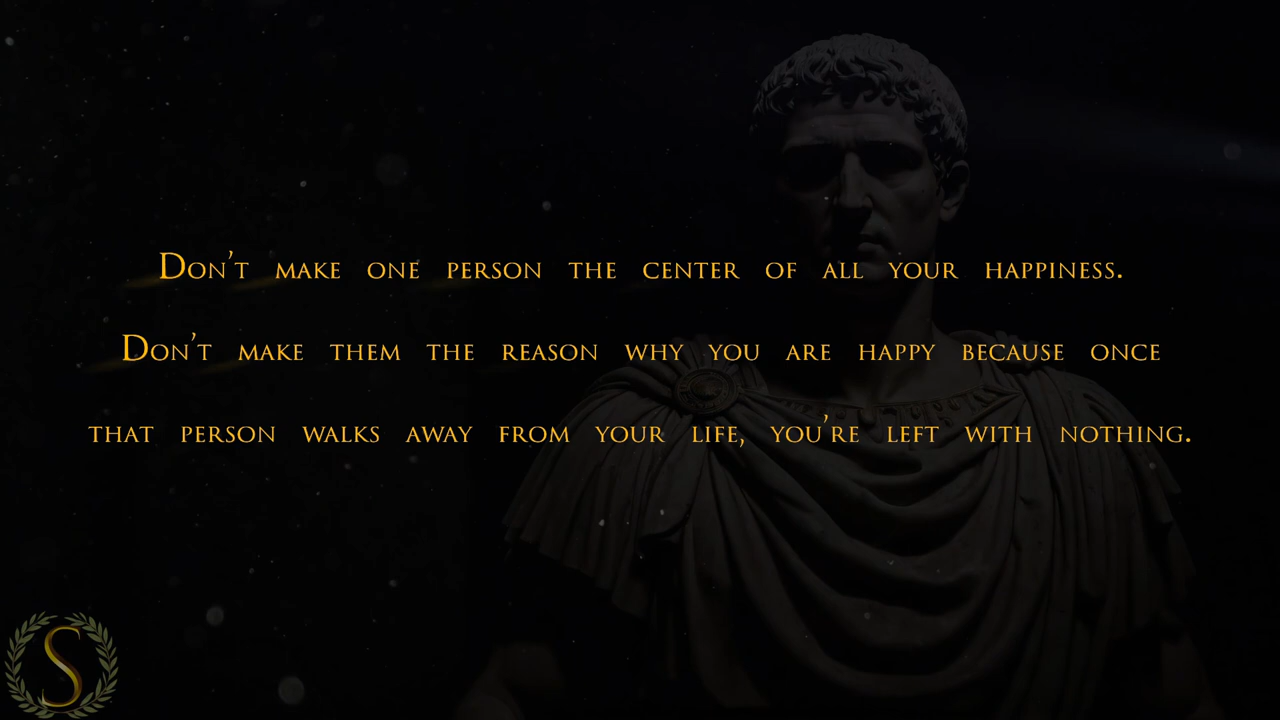 Don't make one person the center of all your happiness.
Don't make them the reason why you are happy because once
that person walks away from your life, you're left with nothing.
S